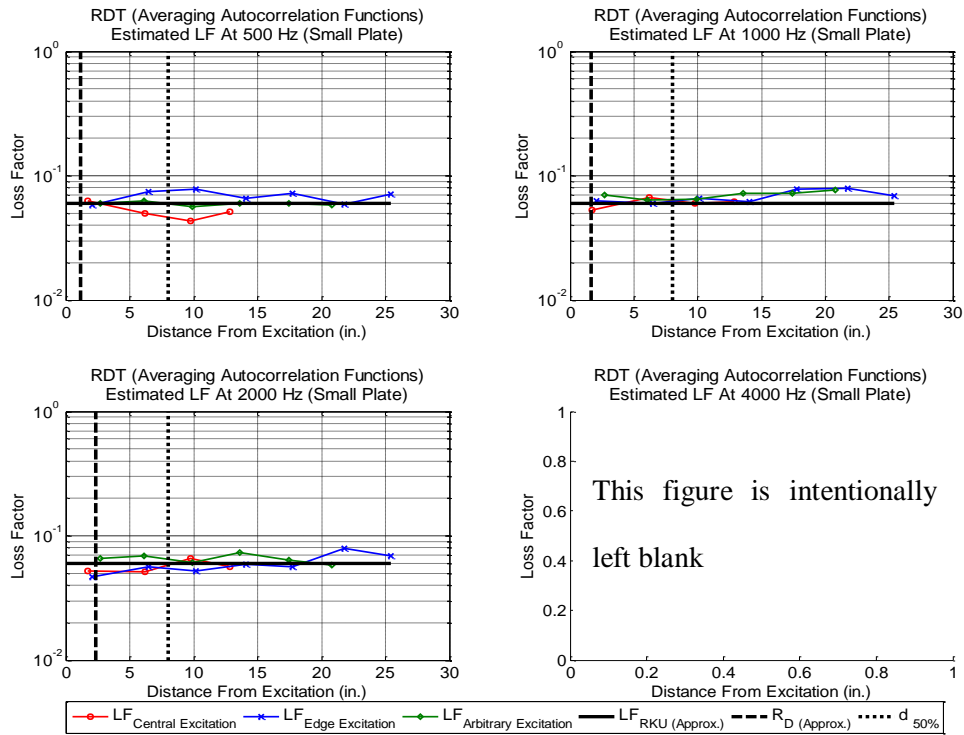 RDT (Averaging Autocorrelation Functions)
Estimated LF At 500 Hz (Small Plate)
10^0
10^-1
10^-2
Loss Factor
0 5 10 15 20 25 30
Distance From Excitation (in.)
RDT (Averaging Autocorrelation Functions)
Estimated LF At 1000 Hz (Small Plate)
10^0
10^-1
10^-2
Loss Factor
0 5 10 15 20 25 30
Distance From Excitation (in.)
RDT (Averaging Autocorrelation Functions)
Estimated LF At 2000 Hz (Small Plate)
10^0
10^-1
10^-2
Loss Factor
0 5 10 15 20 25 30
Distance From Excitation (in.)
RDT (Averaging Autocorrelation Functions)
Estimated LF At 4000 Hz (Small Plate)
1
0.8
0.6
0.4
0.2
0
Loss Factor
This figure is intentionally
left blank
0 0.2 0.4 0.6 0.8 1
Distance From Excitation (in.)
LF Central Excitation LF Edge Excitation LF Arbitrary Excitation LF RKU (Approx.) R D (Approx.) d 50%